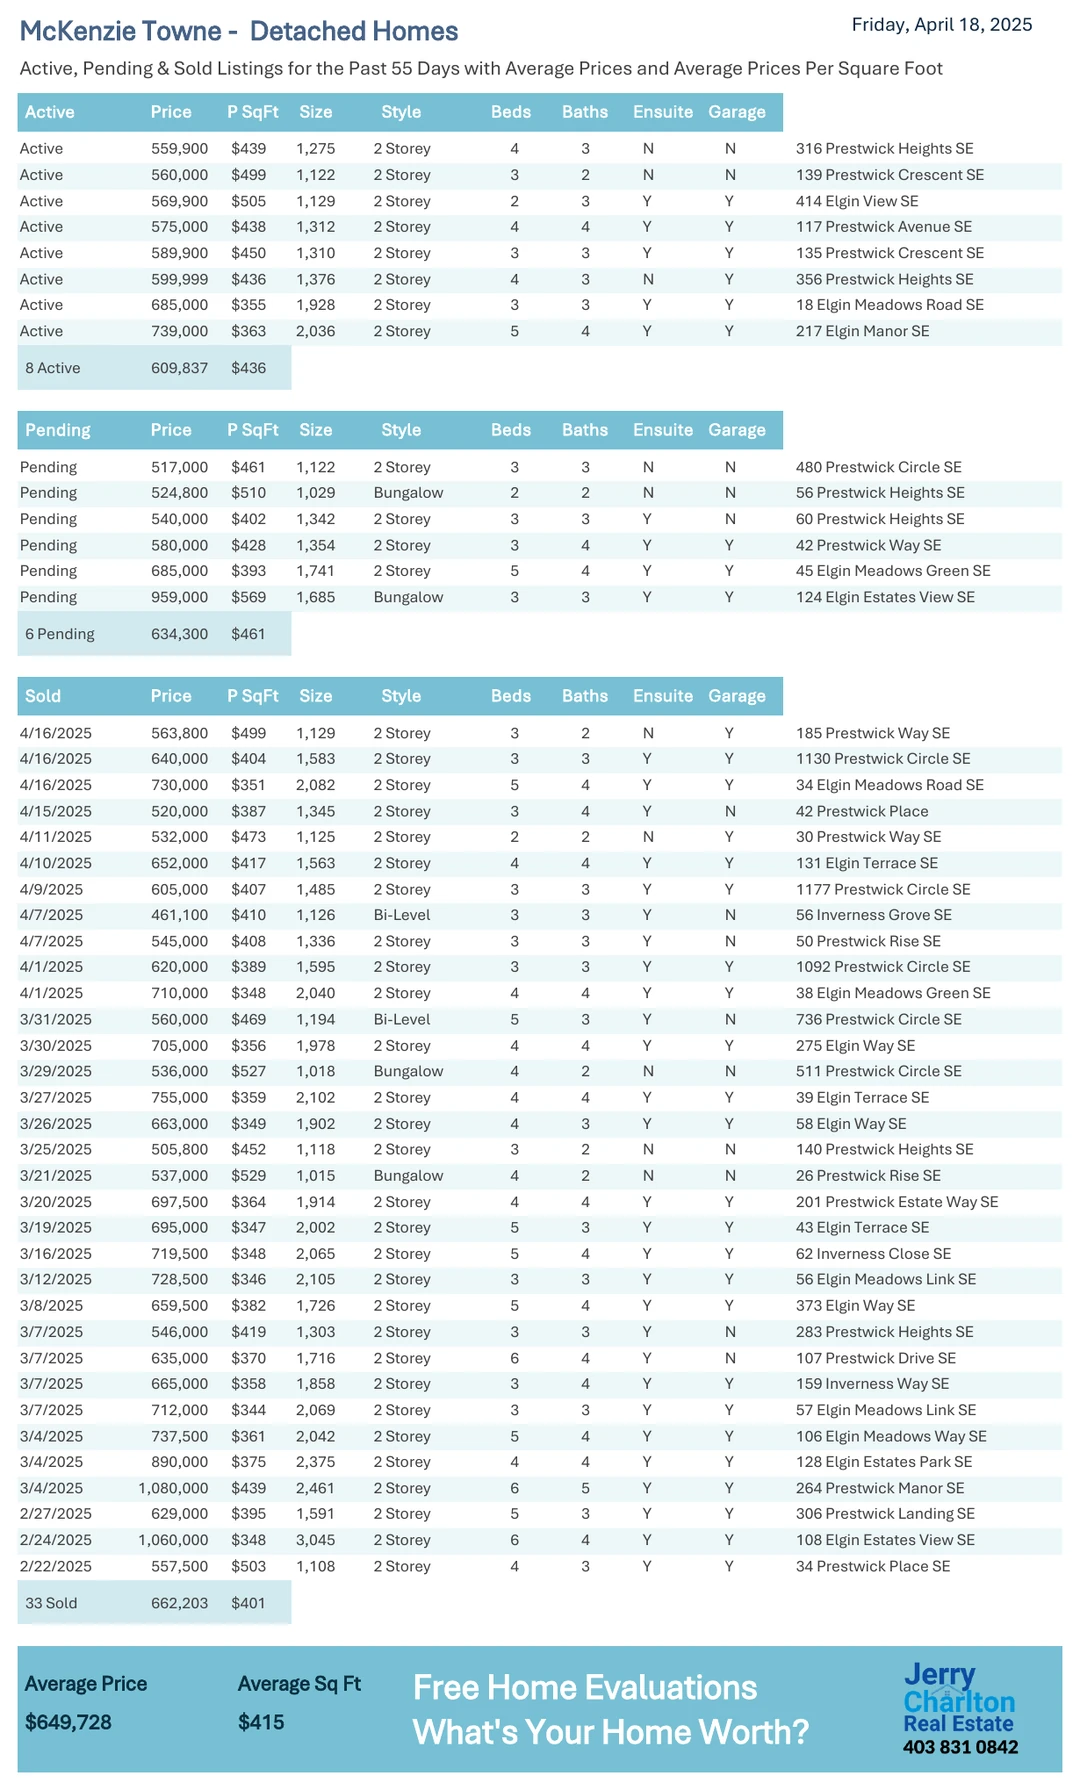 McKenzie Towne - Detached Homes
Friday, April 18, 2025
Active, Pending & Sold Listings for the Past 55 Days with Average Prices and Average Prices Per Square Foot
Active Price P SqFt Size Style Beds Baths Ensuite Garage
Active 559,900 $439 1,275 2 Storey 4 3 N N 316 Prestwick Heights SE
Active 560,000 $499 1,122 2 Storey 3 2 N N 139 Prestwick Crescent SE
Active 569,900 $505 1,129 2 Storey 2 3 Y Y 414 Elgin View SE
Active 575,000 $438 1,312 2 Storey 4 4 Y Y 117 Prestwick Avenue SE
Active 589,900 $450 1,310 2 Storey 3 3 Y Y 135 Prestwick Crescent SE
Active 599,999 $436 1,376 2 Storey 4 3 N Y 356 Prestwick Heights SE
Active 685,000 $355 1,928 2 Storey 3 3 Y Y 18 Elgin Meadows Road SE
Active 739,000 $363 2,036 2 Storey 5 4 Y Y 217 Elgin Manor SE
8 Active 609,837 $436
Pending Price P SqFt Size Style Beds Baths Ensuite Garage
Pending 517,000 $461 1,122 2 Storey 3 3 N N 480 Prestwick Circle SE
Pending 524,800 $510 1,029 Bungalow 2 2 N N 56 Prestwick Heights SE
Pending 540,000 $402 1,342 2 Storey 3 3 Y N 60 Prestwick Heights SE
Pending 580,000 $428 1,354 2 Storey 3 4 Y Y 42 Prestwick Way SE
Pending 685,000 $393 1,741 2 Storey 5 4 Y Y 45 Elgin Meadows Green SE
Pending 959,000 $569 1,685 Bungalow 3 3 Y Y 124 Elgin Estates View SE
6 Pending 634,300 $461
Sold Price P SqFt Size Style Beds Baths Ensuite Garage
4/16/2025 563,800 $499 1,129 2 Storey 3 2 N Y 185 Prestwick Way SE
4/16/2025 640,000 $404 1,583 2 Storey 3 3 Y Y 1130 Prestwick Circle SE
4/16/2025 730,000 $351 2,082 2 Storey 5 4 Y Y 34 Elgin Meadows Road SE
4/15/2025 520,000 $387 1,345 2 Storey 3 4 Y N 42 Prestwick Place
4/11/2025 532,000 $473 1,125 2 Storey 2 2 N Y 30 Prestwick Way SE
4/10/2025 652,000 $417 1,563 2 Storey 4 4 Y Y 131 Elgin Terrace SE
4/9/2025 605,000 $407 1,485 2 Storey 3 3 Y Y 1177 Prestwick Circle SE
4/7/2025 461,100 $410 1,126 Bi-Level 3 3 Y N 56 Inverness Grove SE
4/7/2025 545,000 $408 1,336 2 Storey 3 3 Y N 50 Prestwick Rise SE
4/1/2025 620,000 $389 1,595 2 Storey 3 3 Y Y 1092 Prestwick Circle SE
4/1/2025 710,000 $348 2,040 2 Storey 4 4 Y Y 38 Elgin Meadows Green SE
3/31/2025 560,000 $469 1,194 Bi-Level 5 3 Y N 736 Prestwick Circle SE
3/30/2025 705,000 $356 1,978 2 Storey 4 4 Y Y 275 Elgin Way SE
3/29/2025 536,000 $527 1,018 Bungalow 4 2 N N 511 Prestwick Circle SE
3/27/2025 755,000 $359 2,102 2 Storey 4 4 Y Y 39 Elgin Terrace SE
3/26/2025 663,000 $349 1,902 2 Storey 4 3 Y Y 58 Elgin Way SE
3/25/2025 505,800 $452 1,118 2 Storey 3 2 N N 140 Prestwick Heights SE
3/21/2025 537,000 $529 1,015 Bungalow 4 2 N N 26 Prestwick Rise SE
3/20/2025 697,500 $364 1,914 2 Storey 4 4 Y Y 201 Prestwick Estate Way SE
3/19/2025 695,000 $347 2,002 2 Storey 5 3 Y Y 43 Elgin Terrace SE
3/16/2025 719,500 $348 2,065 2 Storey 5 4 Y Y 62 Inverness Close SE
3/12/2025 728,500 $346 2,105 2 Storey 3 3 Y Y 56 Elgin Meadows Link SE
3/8/2025 659,500 $382 1,726 2 Storey 5 4 Y Y 373 Elgin Way SE
3/7/2025 546,000 $419 1,303 2 Storey 3 3 Y N 283 Prestwick Heights SE
3/7/2025 635,000 $370 1,716 2 Storey 6 4 Y N 107 Prestwick Drive SE
3/7/2025 665,000 $358 1,858 2 Storey 3 4 Y Y 159 Inverness Way SE
3/7/2025 712,000 $344 2,069 2 Storey 3 3 Y Y 57 Elgin Meadows Link SE
3/4/2025 737,500 $361 2,042 2 Storey 5 4 Y Y 106 Elgin Meadows Way SE
3/4/2025 890,000 $375 2,375 2 Storey 4 4 Y Y 128 Elgin Estates Park SE
3/4/2025 1,080,000 $439 2,461 2 Storey 6 5 Y Y 264 Prestwick Manor SE
2/27/2025 629,000 $395 1,591 2 Storey 5 3 Y Y 306 Prestwick Landing SE
2/24/2025 1,060,000 $348 3,045 2 Storey 6 4 Y Y 108 Elgin Estates View SE
2/22/2025 557,500 $503 1,108 2 Storey 4 3 Y Y 34 Prestwick Place SE
33 Sold 662,203 $401
Average Price Average Sq Ft
$649,728 $415
Free Home Evaluations
What's Your Home Worth?
Jerry
Charlton
Real Estate
403 831 0842